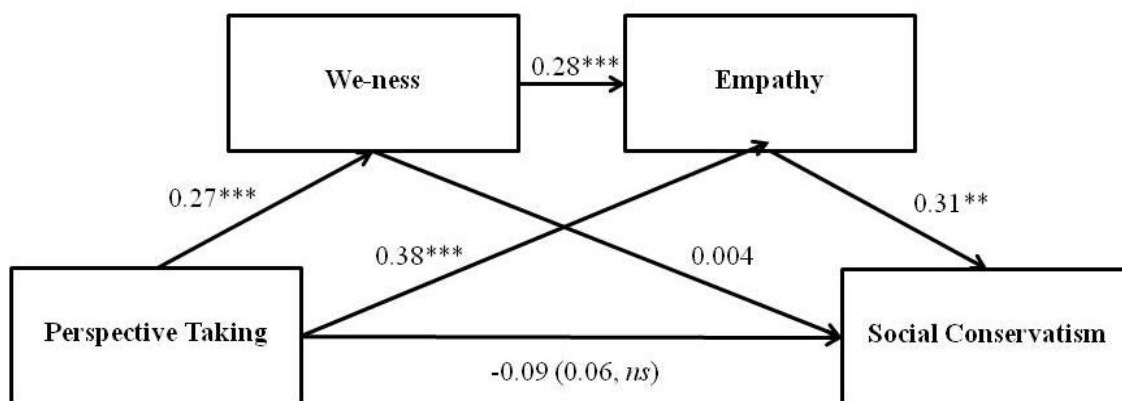 We-ness
0.28***
Empathy
0.27***
0.38***
0.004
0.31**
Perspective Taking
-0.09 (0.06, ns)
Social Conservatism